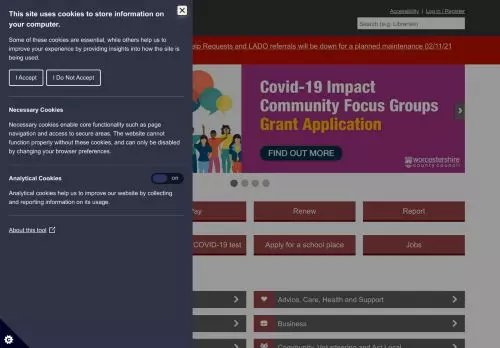 This site uses cookies to store information on
your computer.
Some of these cookies are essential, while others help us to
improve your experience by providing insights into how the site is
being used.
I Accept
I Do Not Accept
Necessary Cookies
Necessary cookies enable core functionality such as page
navigation and access to secure areas. The website cannot
function properly without these cookies, and can only be disabled
by changing your browser preferences.
Analytical Cookies
on
Analytical cookies help us to improve our website by collecting
and reporting information on its usage.
About this tool
Accessibility | Log in / Register
Search (e.g. Libraries)
Requests and LADO referrals will be down for a planned maintenance 02/11/21
Covid-19 Impact
Community Focus Groups
Grant Application
FIND OUT MORE
worcestershire
county council
Renew
Report
COVID-19 test
Apply for a school place
Jobs
Advice, Care, Health and Support
Business
Community, Volunteering and Act Local